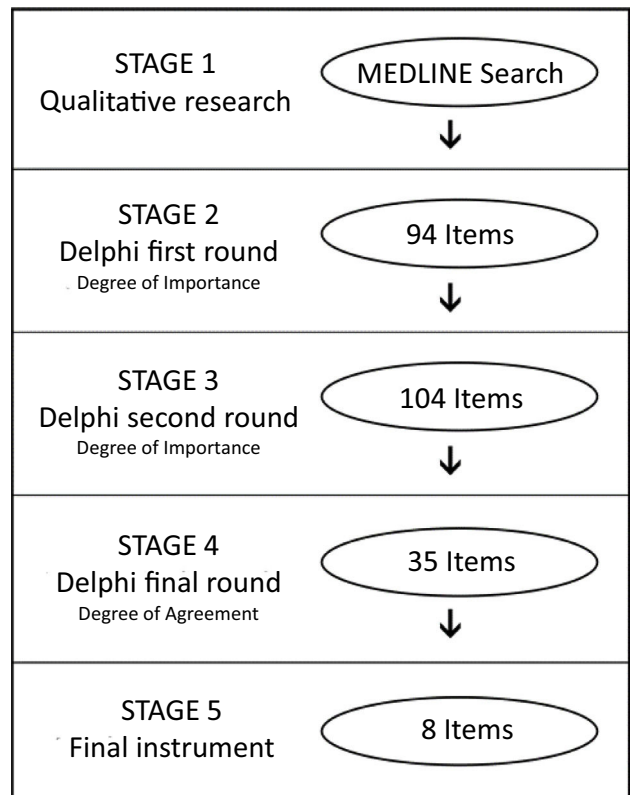 STAGE 1
Qualitative research
MEDLINE Search
STAGE 2
Delphi first round
Degree of Importance
94 Items
STAGE 3
Delphi second round
Degree of Importance
104 Items
STAGE 4
Delphi final round
Degree of Agreement
35 Items
STAGE 5
Final instrument
8 Items